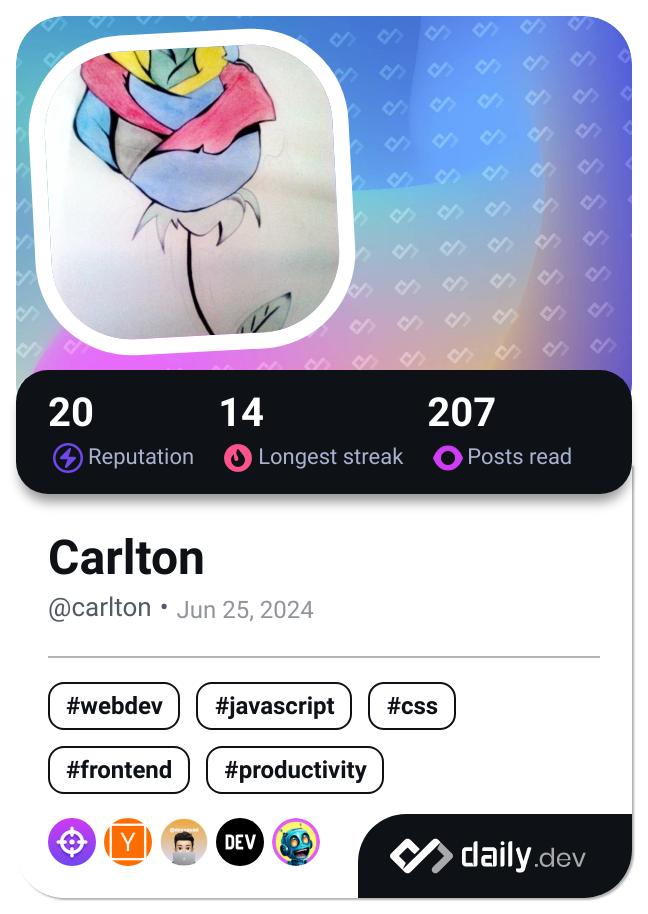 20 14 207
Reputation Longest streak Posts read
Carlton
@carlton • Jun 25, 2024
#webdev #javascript #css
#frontend #productivity
Y DEV
daily.dev